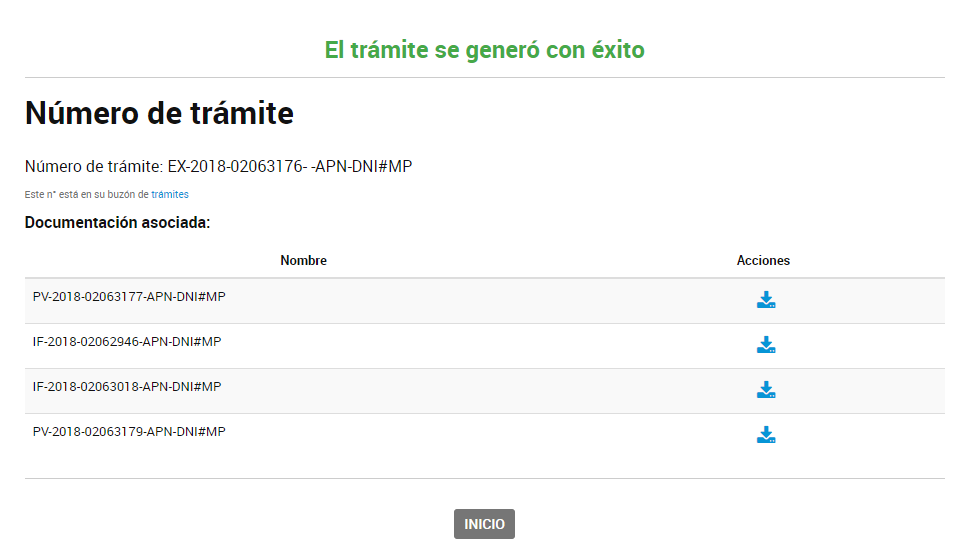 El trámite se generó con éxito
Número de trámite
Número de trámite: EX-2018-02063176- -APN-DNI#MP
Este n° está en su buzón de trámites
Documentación asociada:
Nombre Acciones
PV-2018-02063177-APN-DNI#MP
IF-2018-02062946-APN-DNI#MP
IF-2018-02063018-APN-DNI#MP
PV-2018-02063179-APN-DNI#MP
INICIO